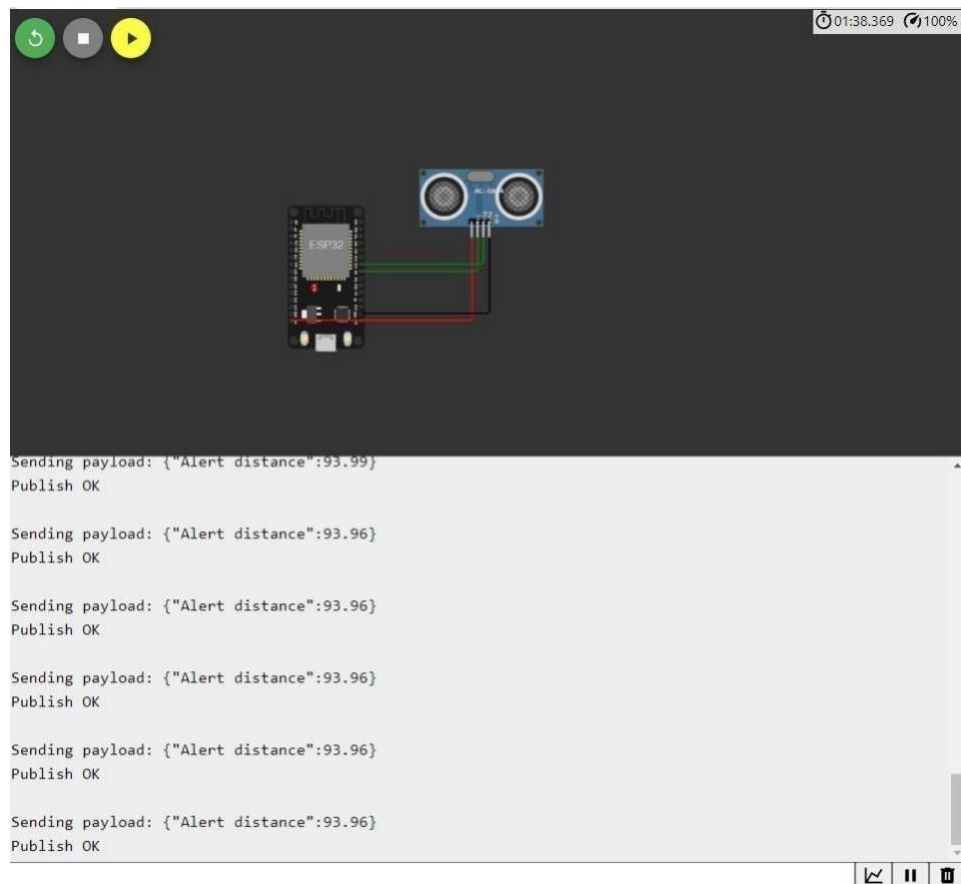 01:38.369 100%
ESP32
Sending payload: {"Alert distance":93.99}
Publish OK
Sending payload: {"Alert distance":93.96}
Publish OK
Sending payload: {"Alert distance":93.96}
Publish OK
Sending payload: {"Alert distance":93.96}
Publish OK
Sending payload: {"Alert distance":93.96}
Publish OK
Sending payload: {"Alert distance":93.96}
Publish OK